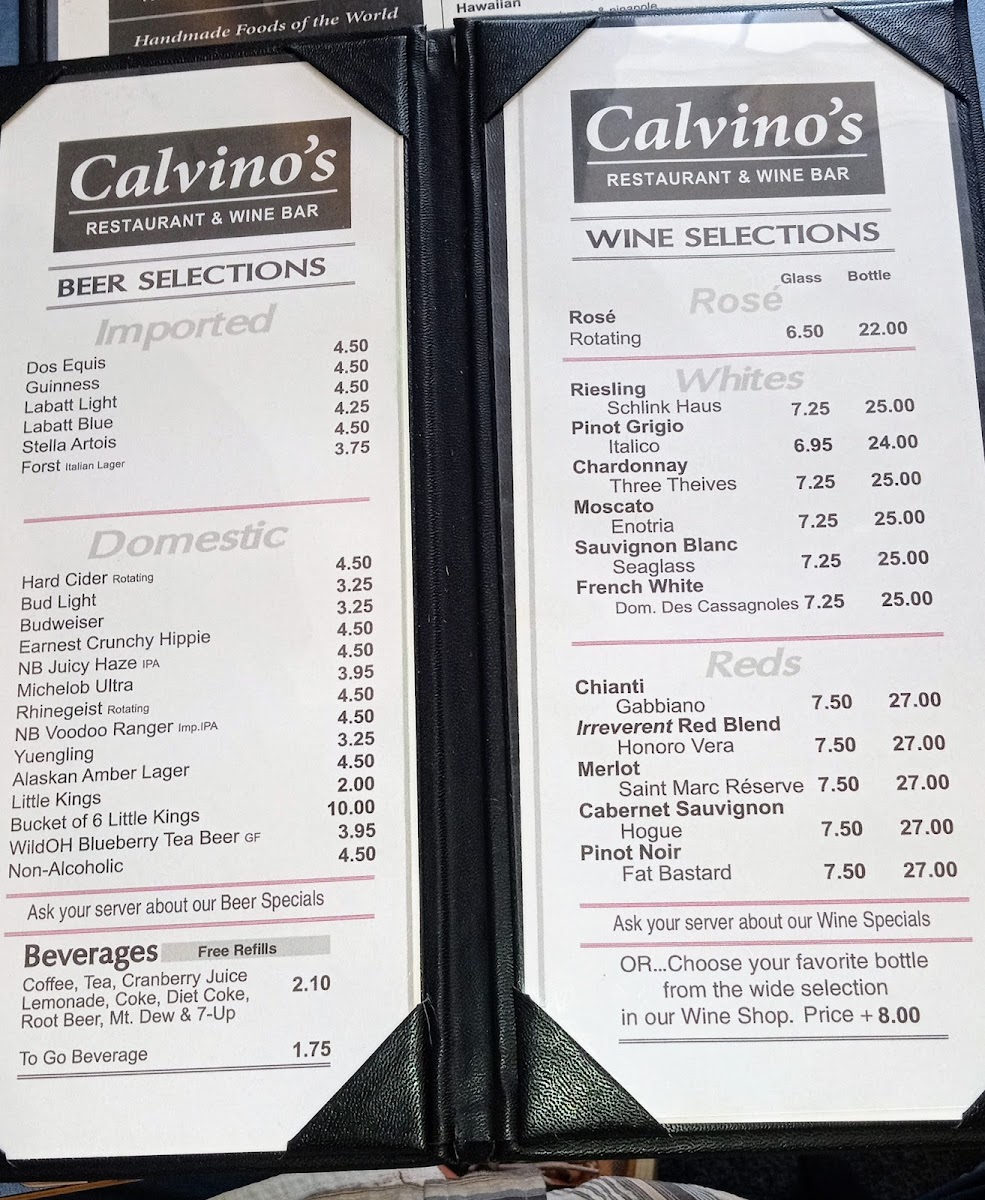 Handmade Foods of the World
Hawaiian
Calvino's
RESTAURANT & WINE BAR
BEER SELECTIONS
Imported
Dos Equis 4.50
Guinness 4.50
Labatt Light 4.50
Labatt Blue 4.25
Stella Artois 4.50
Forst Italian Lager 3.75
Domestic
Hard Cider Rotating 4.50
Bud Light 3.25
Budweiser 3.25
Earnest Crunchy Hippie 4.50
NB Juicy Haze IPA 4.50
Michelob Ultra 3.95
Rhinegeist Rotating 4.50
NB Voodoo Ranger Imp.IPA 4.50
Yuengling 3.25
Alaskan Amber Lager 4.50
Little Kings 2.00
Bucket of 6 Little Kings 10.00
WildOH Blueberry Tea Beer GF 3.95
Non-Alcoholic 4.50
Ask your server about our Beer Specials
Beverages Free Refills
Coffee, Tea, Cranberry Juice 2.10
Lemonade, Coke, Diet Coke,
Root Beer, Mt. Dew & 7-Up
To Go Beverage 1.75
Calvino's
RESTAURANT & WINE BAR
WINE SELECTIONS
Glass Bottle
Rosé
Rosé
Rotating 6.50 22.00
Whites
Riesling
Schlink Haus 7.25 25.00
Pinot Grigio
Italico 6.95 24.00
Chardonnay
Three Theives 7.25 25.00
Moscato
Enotria 7.25 25.00
Sauvignon Blanc
Seaglass 7.25 25.00
French White
Dom. Des Cassagnoles 7.25 25.00
Reds
Chianti
Gabbiano 7.50 27.00
Irreverent Red Blend
Honoro Vera 7.50 27.00
Merlot
Saint Marc Réserve 7.50 27.00
Cabernet Sauvignon
Hogue 7.50 27.00
Pinot Noir
Fat Bastard 7.50 27.00
Ask your server about our Wine Specials
OR...Choose your favorite bottle
from the wide selection
in our Wine Shop. Price + 8.00